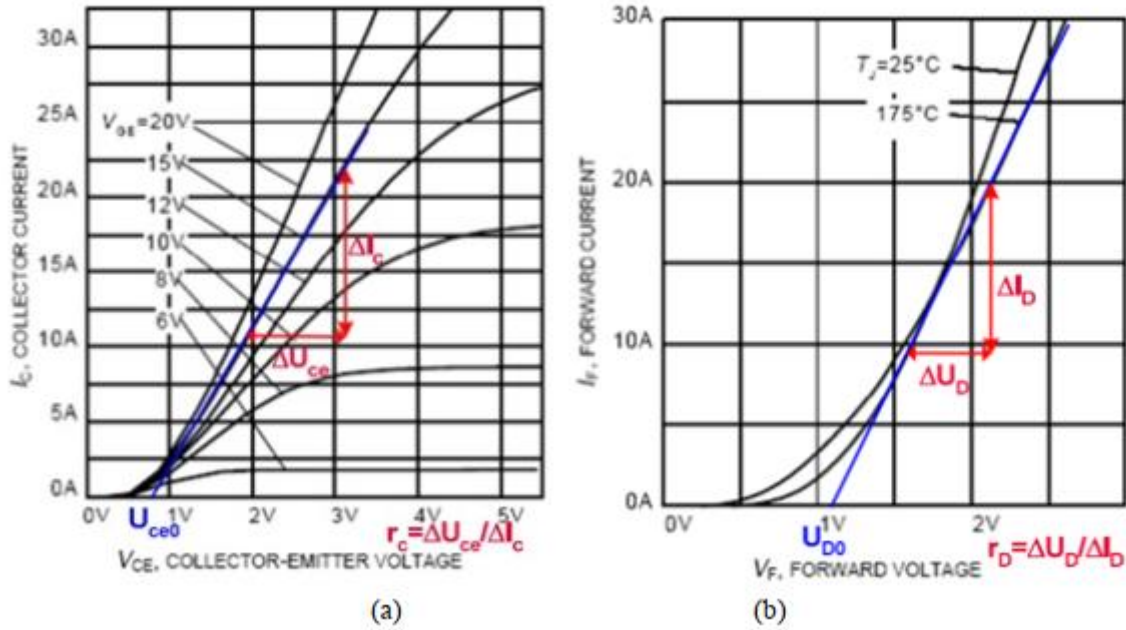 30A
25A
20A
15A
10A
5A
0A
I_C, COLLECTOR CURRENT
V_GE=20V
15V
12V
10V
8V
6V
ΔI_c
ΔU_ce
0V 1V 2V 3V 4V 5V
U_ce0
r_c=ΔU_ce/ΔI_c
V_CE, COLLECTOR-EMITTER VOLTAGE
(a)
30A
20A
10A
0A
I_F, FORWARD CURRENT
T_J=25°C
175°C
ΔI_D
ΔU_D
0V 1V 2V
U_D0
r_D=ΔU_D/ΔI_D
V_F, FORWARD VOLTAGE
(b)